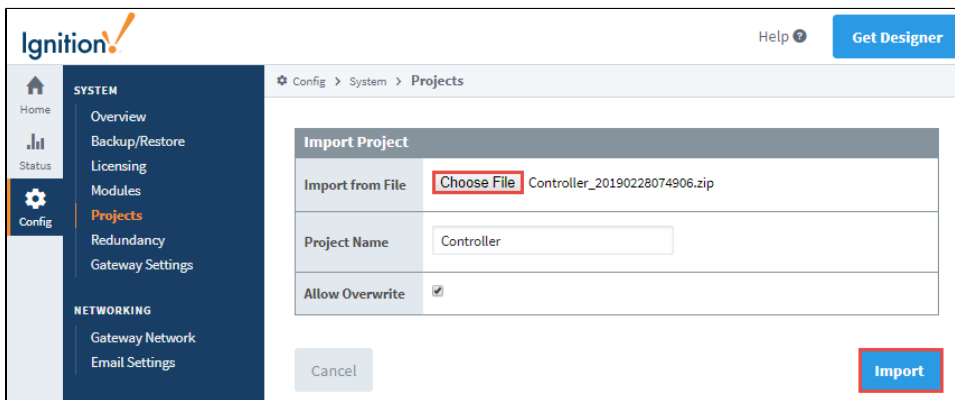 Ignition!
Help ?
Get Designer
Home
Status
Config
SYSTEM
Overview
Backup/Restore
Licensing
Modules
Projects
Redundancy
Gateway Settings
NETWORKING
Gateway Network
Email Settings
Config > System > Projects
Import Project
Import from File
Choose File Controller_20190228074906.zip
Project Name
Controller
Allow Overwrite
Cancel
Import